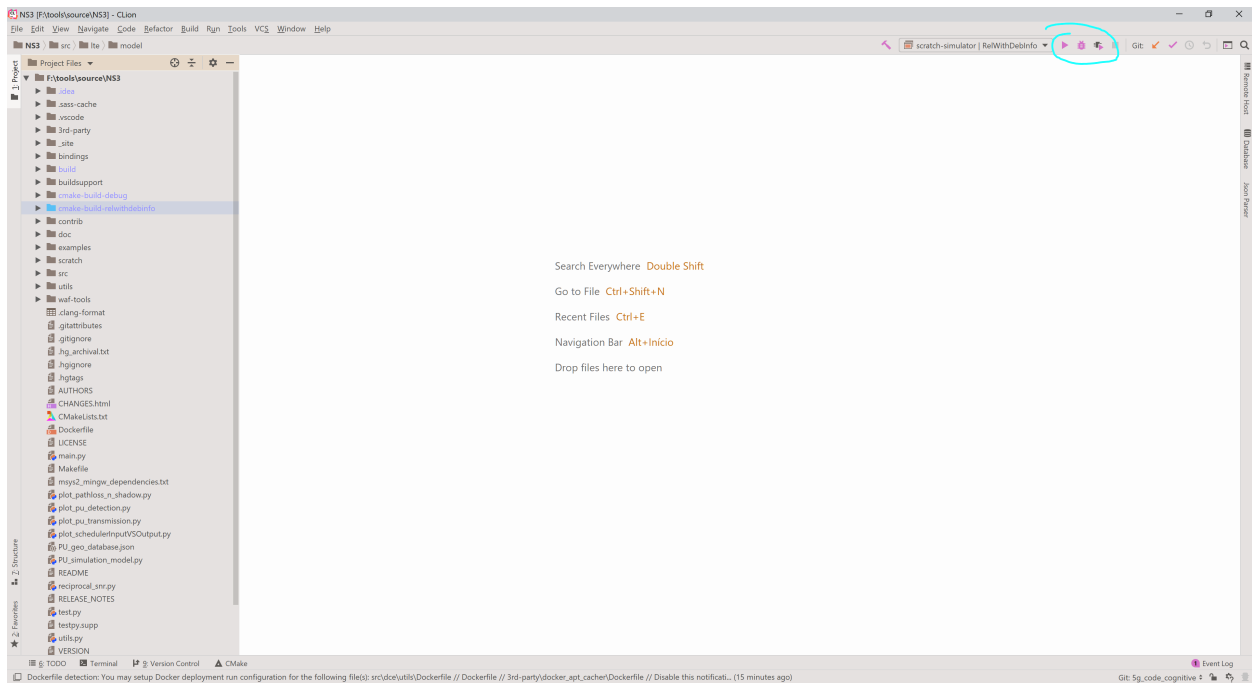 NS3 [F:\tools\source\NS3] - CLion
File Edit View Navigate Code Refactor Build Run Tools VCS Window Help
NS3 src lte model
scratch-simulator | RelWithDebInfo
Git:
1: Project
Project Files
F:\tools\source\NS3
.idea
.sass-cache
.vscode
3rd-party
_site
bindings
build
buildsupport
cmake-build-debug
cmake-build-relwithdebinfo
contrib
doc
examples
scratch
src
utils
waf-tools
.clang-format
.gitattributes
.gitignore
.hg_archival.txt
.hgignore
.hgtags
AUTHORS
CHANGES.html
CMakeLists.txt
Dockerfile
LICENSE
main.py
Makefile
msys2_mingw_dependencies.txt
plot_pathloss_n_shadow.py
plot_pu_detection.py
plot_pu_transmission.py
plot_schedulerInputVSOutput.py
PU_geo_database.json
PU_simulation_model.py
README
reciprocal_snr.py
RELEASE_NOTES
test.py
testpy.supp
utils.py
VERSION
7: Structure
2: Favorites
Search Everywhere Double Shift
Go to File Ctrl+Shift+N
Recent Files Ctrl+E
Navigation Bar Alt+Início
Drop files here to open
Remote Host
Database
Json Parser
6: TODO Terminal 9: Version Control CMake
1 Event Log
Dockerfile detection: You may setup Docker deployment run configuration for the following file(s): src\dce\utils\Dockerfile // Dockerfile // 3rd-party\docker_apt_cacher\Dockerfile // Disable this notificati... (15 minutes ago)
Git: 5g_code_cognitive